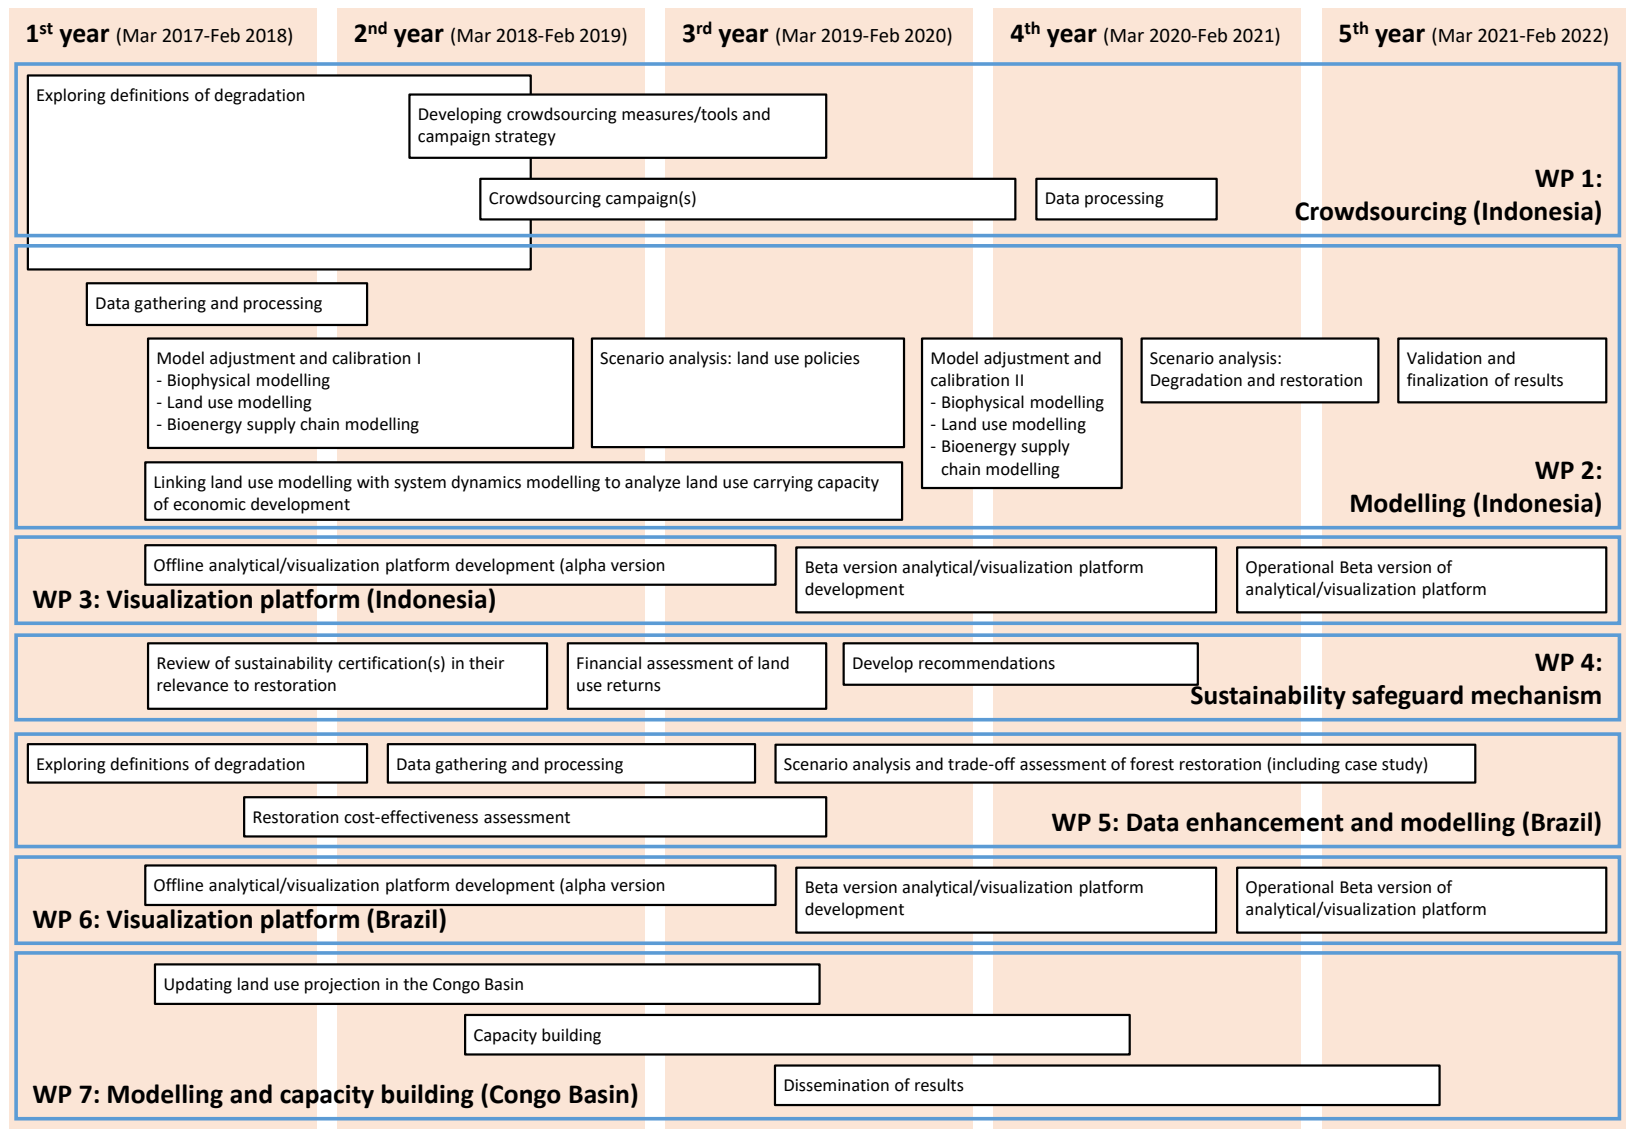 1st year (Mar 2017-Feb 2018)
2nd year (Mar 2018-Feb 2019)
3rd year (Mar 2019-Feb 2020)
4th year (Mar 2020-Feb 2021)
5th year (Mar 2021-Feb 2022)
Exploring definitions of degradation
Developing crowdsourcing measures/tools and
campaign strategy
Crowdsourcing campaign(s)
Data processing
WP 1:
Crowdsourcing (Indonesia)
Data gathering and processing
Model adjustment and calibration I
- Biophysical modelling
- Land use modelling
- Bioenergy supply chain modelling
Scenario analysis: land use policies
Model adjustment and
calibration II
- Biophysical modelling
- Land use modelling
- Bioenergy supply
chain modelling
Scenario analysis:
Degradation and restoration
Validation and
finalization of results
Linking land use modelling with system dynamics modelling to analyze land use carrying capacity
of economic development
WP 2:
Modelling (Indonesia)
Offline analytical/visualization platform development (alpha version
Beta version analytical/visualization platform
development
Operational Beta version of
analytical/visualization platform
WP 3: Visualization platform (Indonesia)
Review of sustainability certification(s) in their
relevance to restoration
Financial assessment of land
use returns
Develop recommendations
WP 4:
Sustainability safeguard mechanism
Exploring definitions of degradation
Data gathering and processing
Scenario analysis and trade-off assessment of forest restoration (including case study)
Restoration cost-effectiveness assessment
WP 5: Data enhancement and modelling (Brazil)
Offline analytical/visualization platform development (alpha version
Beta version analytical/visualization platform
development
Operational Beta version of
analytical/visualization platform
WP 6: Visualization platform (Brazil)
Updating land use projection in the Congo Basin
Capacity building
Dissemination of results
WP 7: Modelling and capacity building (Congo Basin)